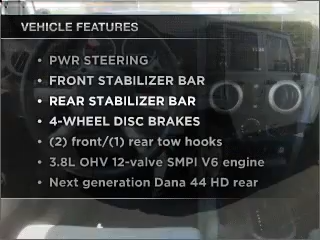 VEHICLE FEATURES
• PWR STEERING
• FRONT STABILIZER BAR
• REAR STABILIZER BAR
• 4-WHEEL DISC BRAKES
• (2) front/(1) rear tow hooks
• 3.8L OHV 12-valve SMPI V6 engine
• Next generation Dana 44 HD rear